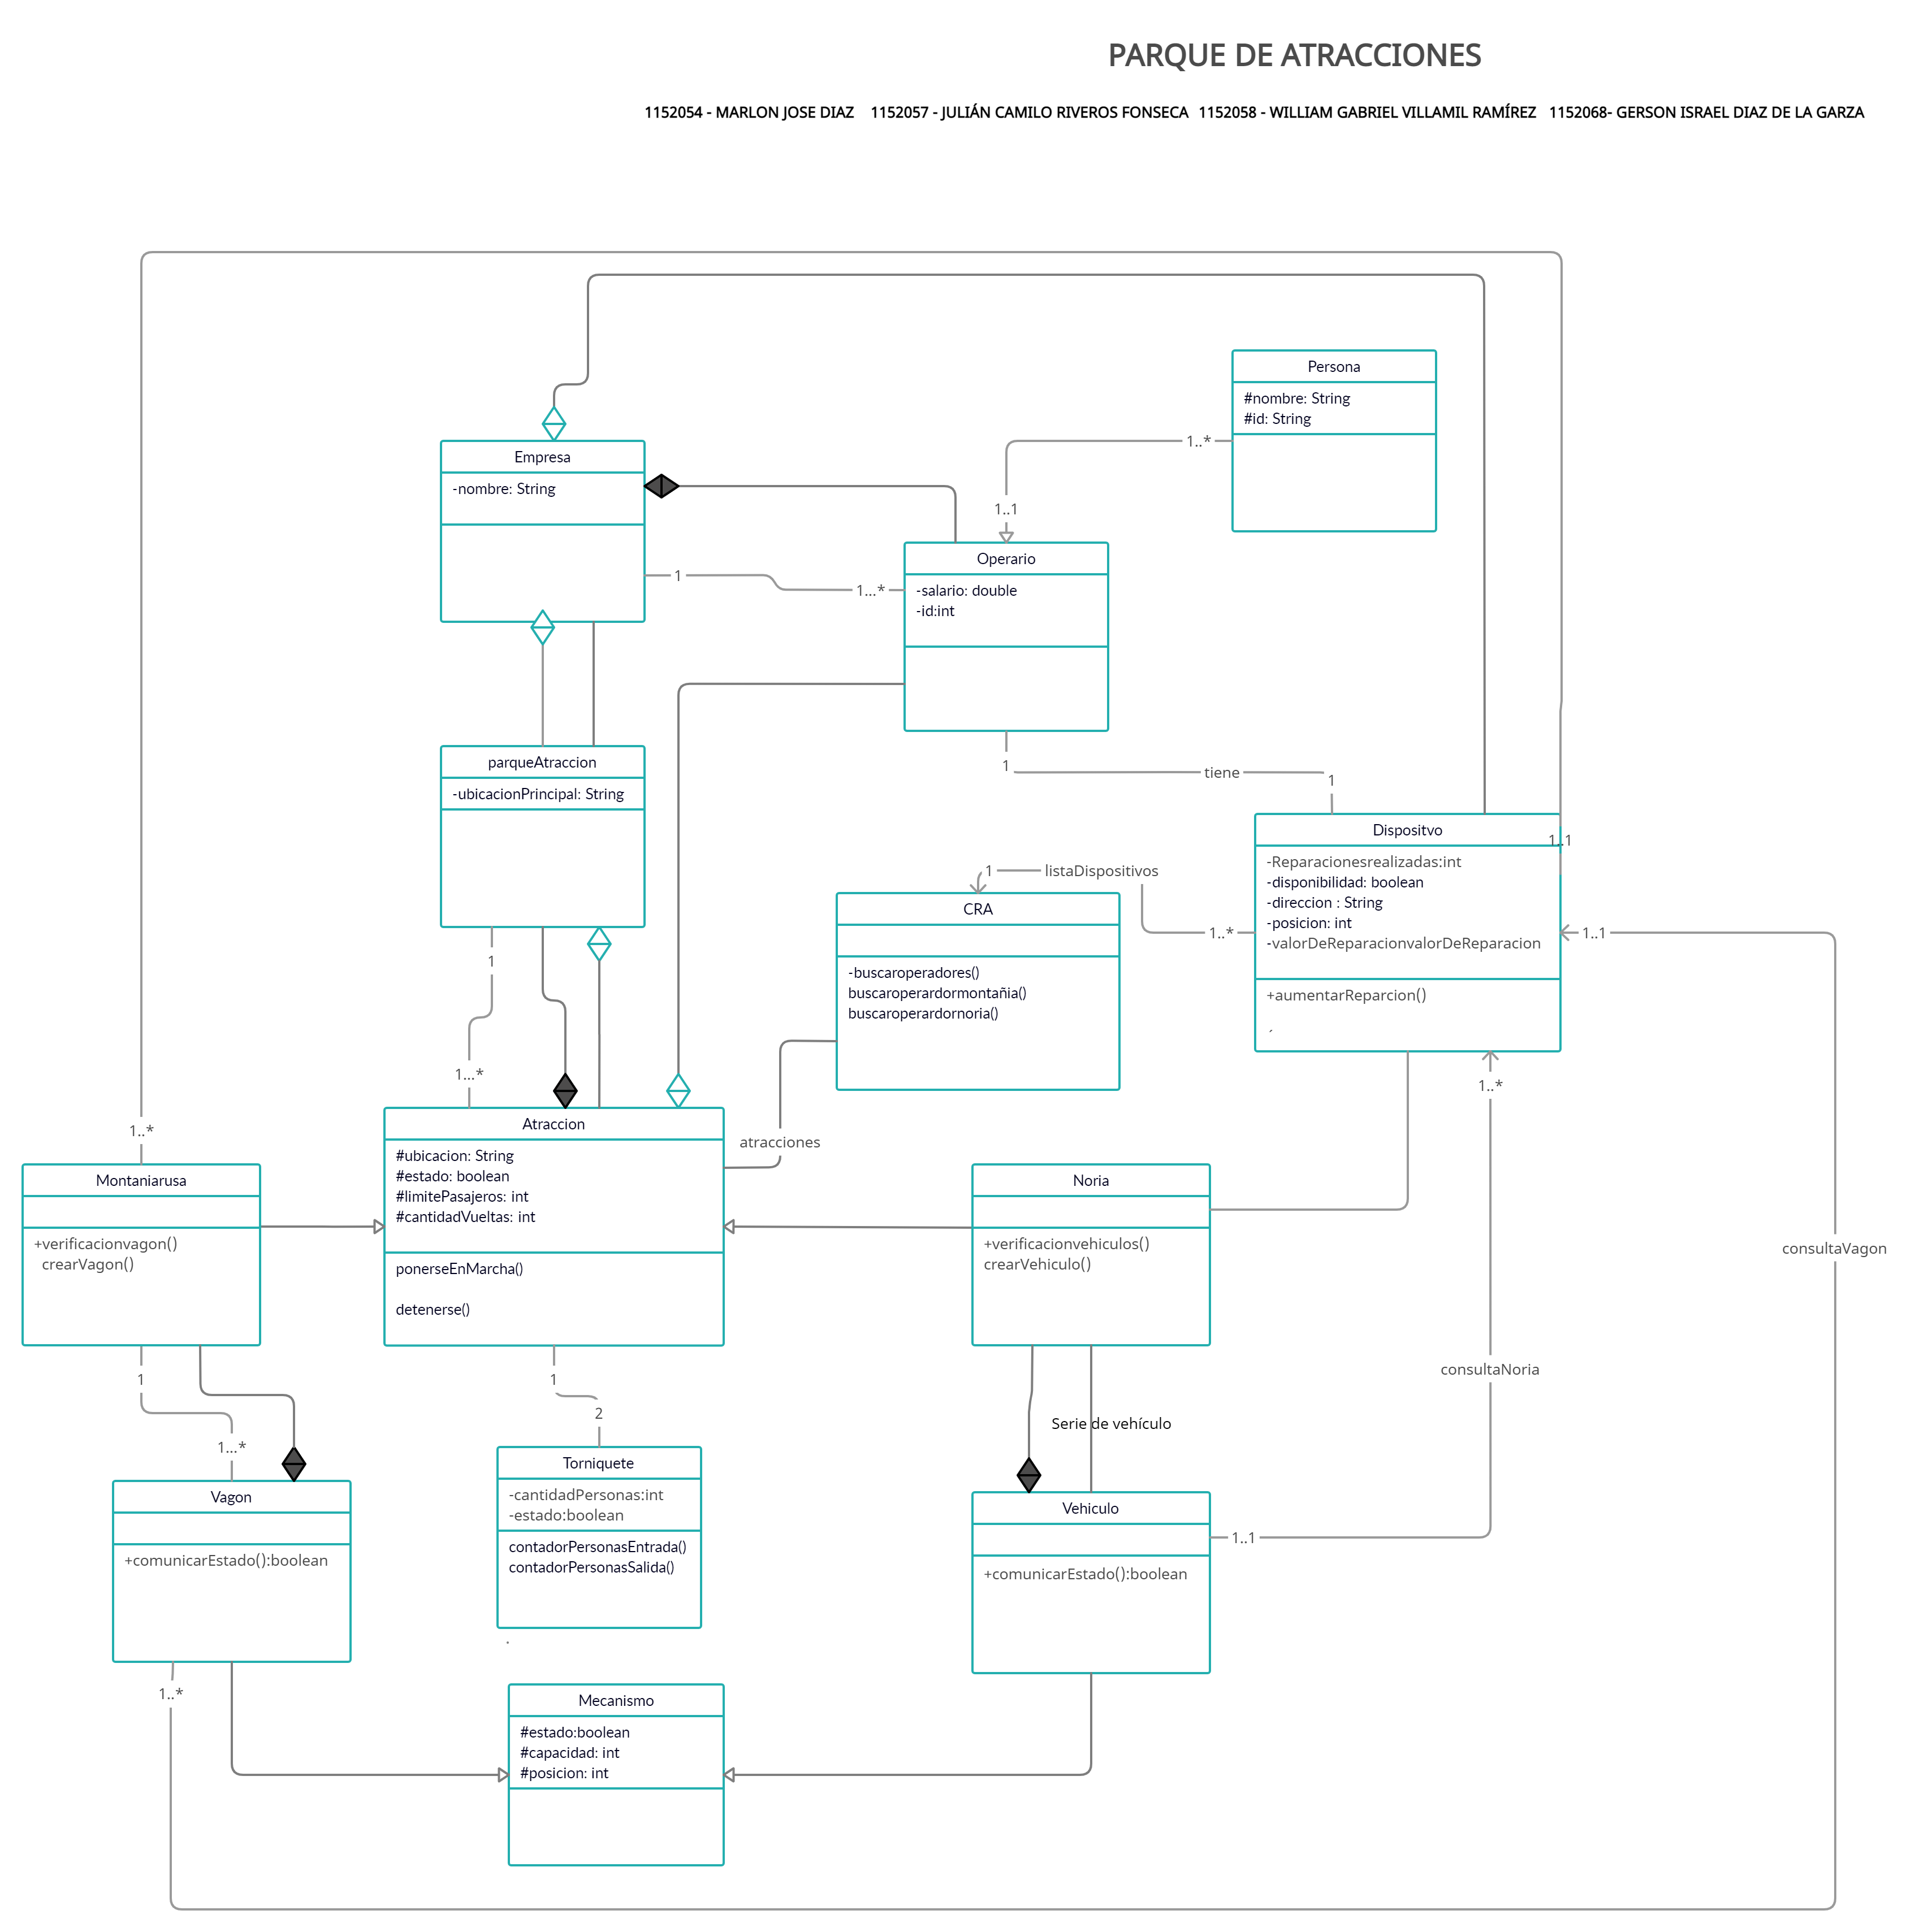 PARQUE DE ATRACCIONES
1152054 - MARLON JOSE DIAZ 1152057 - JULIÁN CAMILO RIVEROS FONSECA 1152058 - WILLIAM GABRIEL VILLAMIL RAMÍREZ 1152068- GERSON ISRAEL DIAZ DE LA GARZA
Persona
#nombre: String
#id: String
1..*
1..1
Empresa
-nombre: String
1
1...*
Operario
-salario: double
-id:int
1
tiene
1
parqueAtraccion
-ubicacionPrincipal: String
1
1...*
Dispositvo
1..1
-Reparacionesrealizadas:int
-disponibilidad: boolean
-direccion : String
-posicion: int
-valorDeReparacionvalorDeReparacion
+aumentarReparcion()
´
1
listaDispositivos
1..*
1..1
1..*
CRA
-buscaroperadores()
buscaroperardormontañia()
buscaroperardornoria()
atracciones
1..*
Montaniarusa
+verificacionvagon()
crearVagon()
Atraccion
#ubicacion: String
#estado: boolean
#limitePasajeros: int
#cantidadVueltas: int
ponerseEnMarcha()
detenerse()
Noria
+verificacionvehiculos()
crearVehiculo()
consultaVagon
consultaNoria
1
1...*
1
2
Serie de vehículo
Vagon
+comunicarEstado():boolean
1..*
Torniquete
-cantidadPersonas:int
-estado:boolean
contadorPersonasEntrada()
contadorPersonasSalida()
.
Vehiculo
+comunicarEstado():boolean
1..1
Mecanismo
#estado:boolean
#capacidad: int
#posicion: int